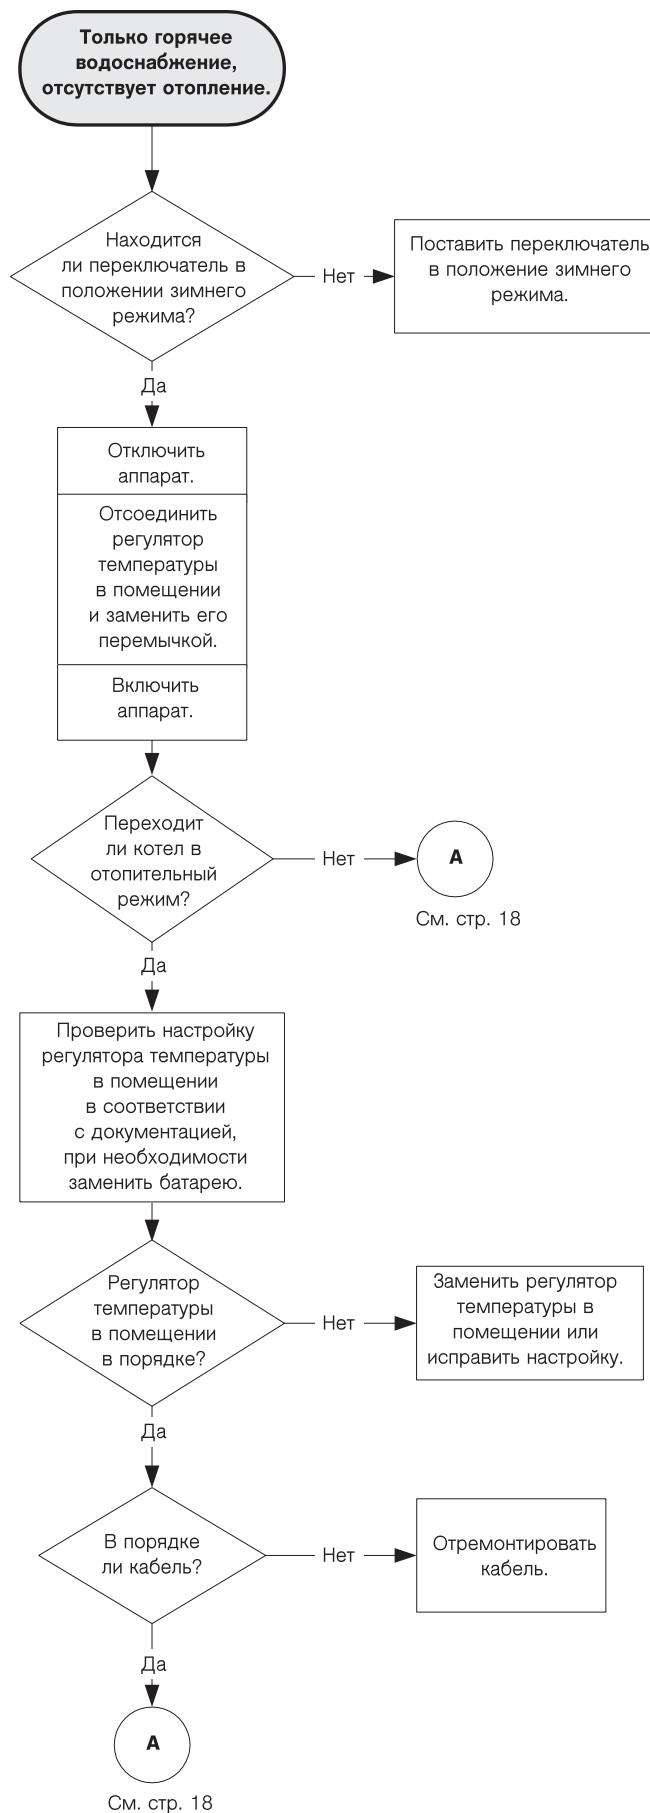 Только горячее
водоснабжение,
отсутствует отопление.
Находится
ли переключатель в
положении зимнего
режима?
Нет
Поставить переключатель
в положение зимнего
режима.
Да
Отключить
аппарат.
Отсоединить
регулятор
температуры
в помещении
и заменить его
перемычкой.
Включить
аппарат.
Переходит
ли котел в
отопительный
режим?
Нет
А
См. стр. 18
Да
Проверить настройку
регулятора температуры
в помещении
в соответствии
с документацией,
при необходимости
заменить батарею.
Регулятор
температуры
в помещении
в порядке?
Нет
Заменить регулятор
температуры в
помещении или
исправить настройку.
Да
В порядке
ли кабель?
Нет
Отремонтировать
кабель.
Да
А
См. стр. 18